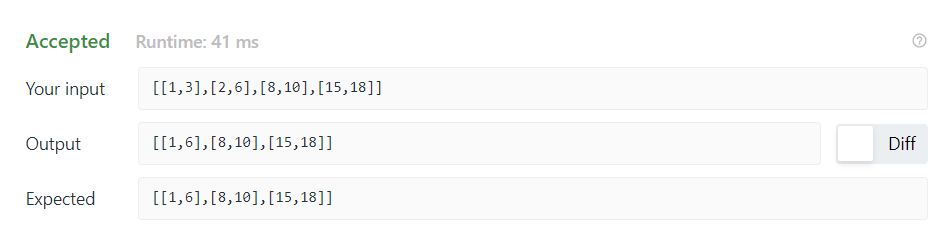 Accepted Runtime: 41 ms
Your input [[1,3],[2,6],[8,10],[15,18]]
Output [[1,6],[8,10],[15,18]] Diff
Expected [[1,6],[8,10],[15,18]]